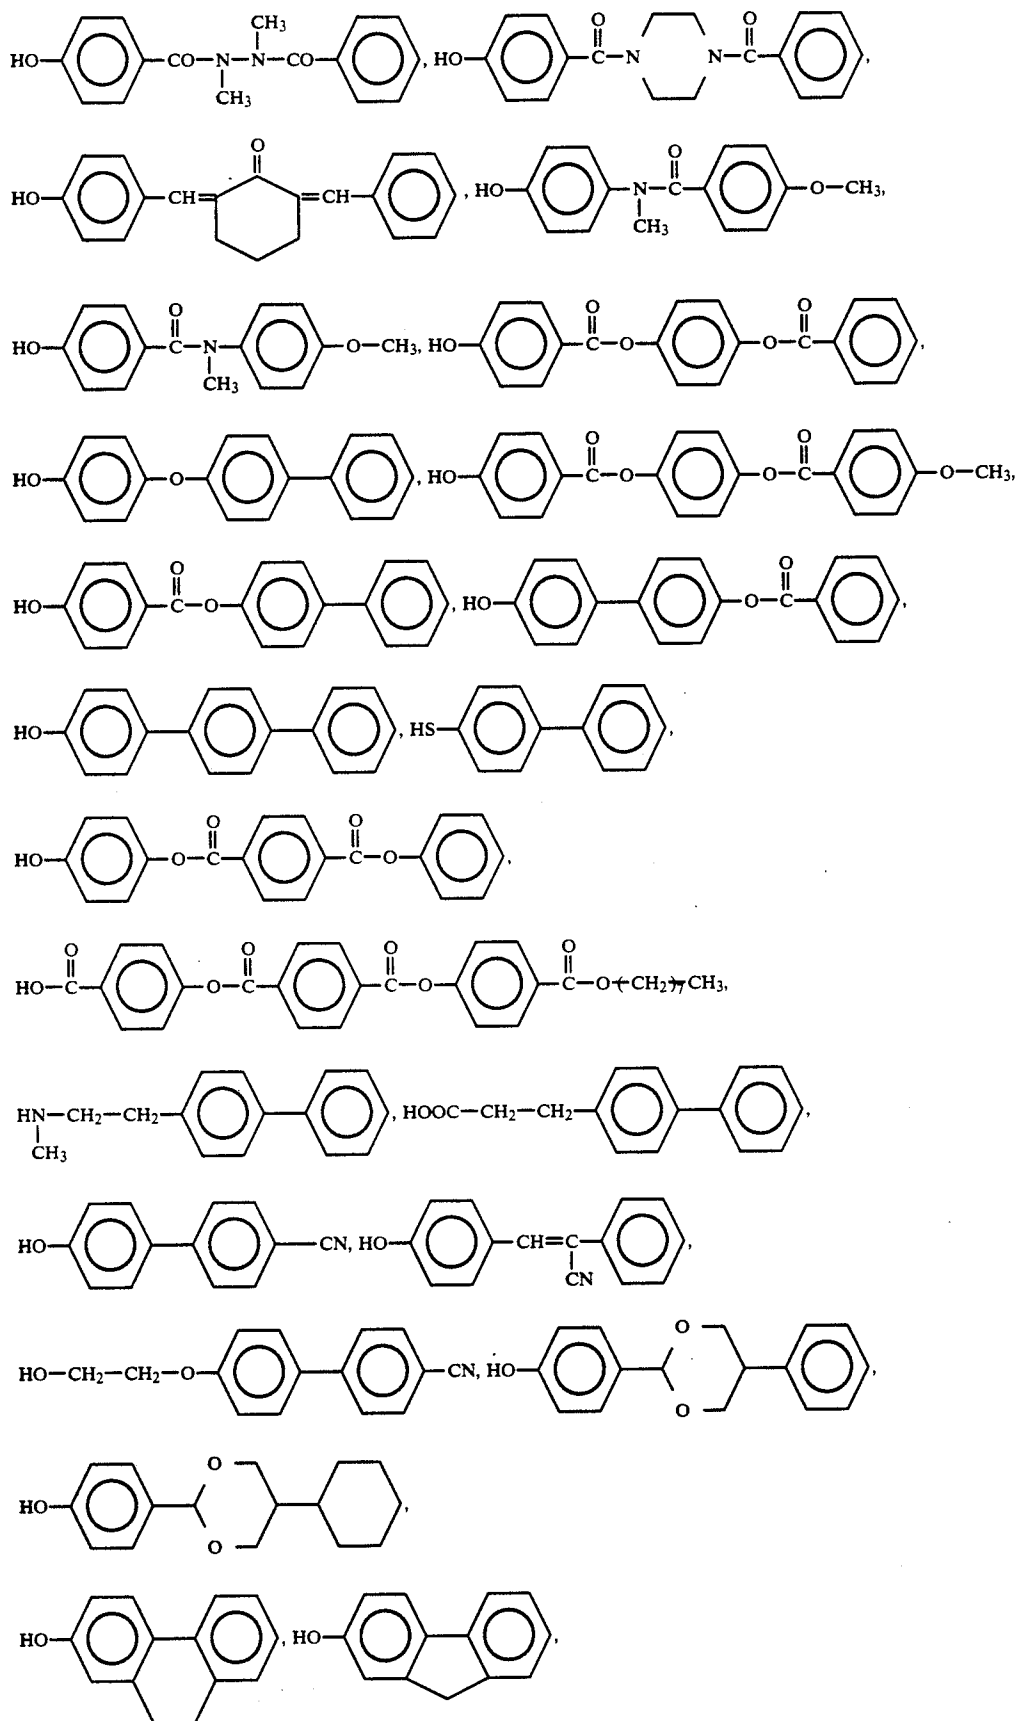 HO—CO—N—N—CO—, HO—C—N N—C—,
CH₃ O O
CH₃
O
HO—CH=  =CH—, HO—N—C—O—CH₃,
O
CH₃
O O O
HO—C—N—O—CH₃, HO—C—O—O—C—,
CH₃
O O
HO—O—, HO—C—O—O—C—O—CH₃,
O O
HO—C—O—, HO—O—C—,
HO—, HS—,
O O
HO—O—C—C—O—,
O O O O
HO—C—O—C—C—O—C—O—(CH₂)₇CH₃,
HN—CH₂—CH₂—, HOOC—CH₂—CH₂—,
CH₃
HO—CN, HO—CH=C—,
CN
HO—CH₂—CH₂—O—CN, HO— O O —,
HO— O O —,
HO—, HO—,